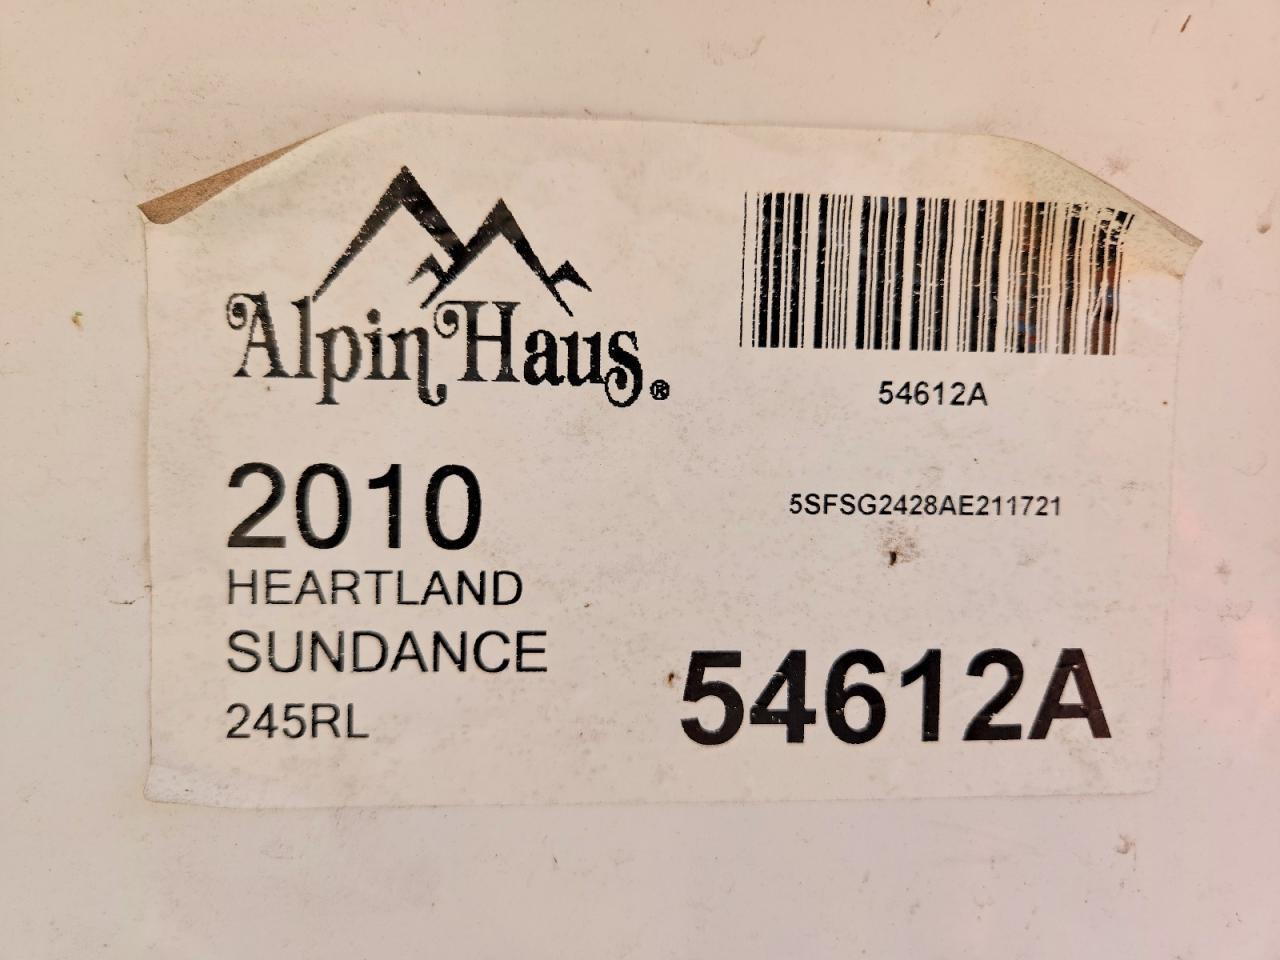 Alpin Haus®
54612A
5SFSG2428AE211721
2010
HEARTLAND
SUNDANCE
245RL
54612A